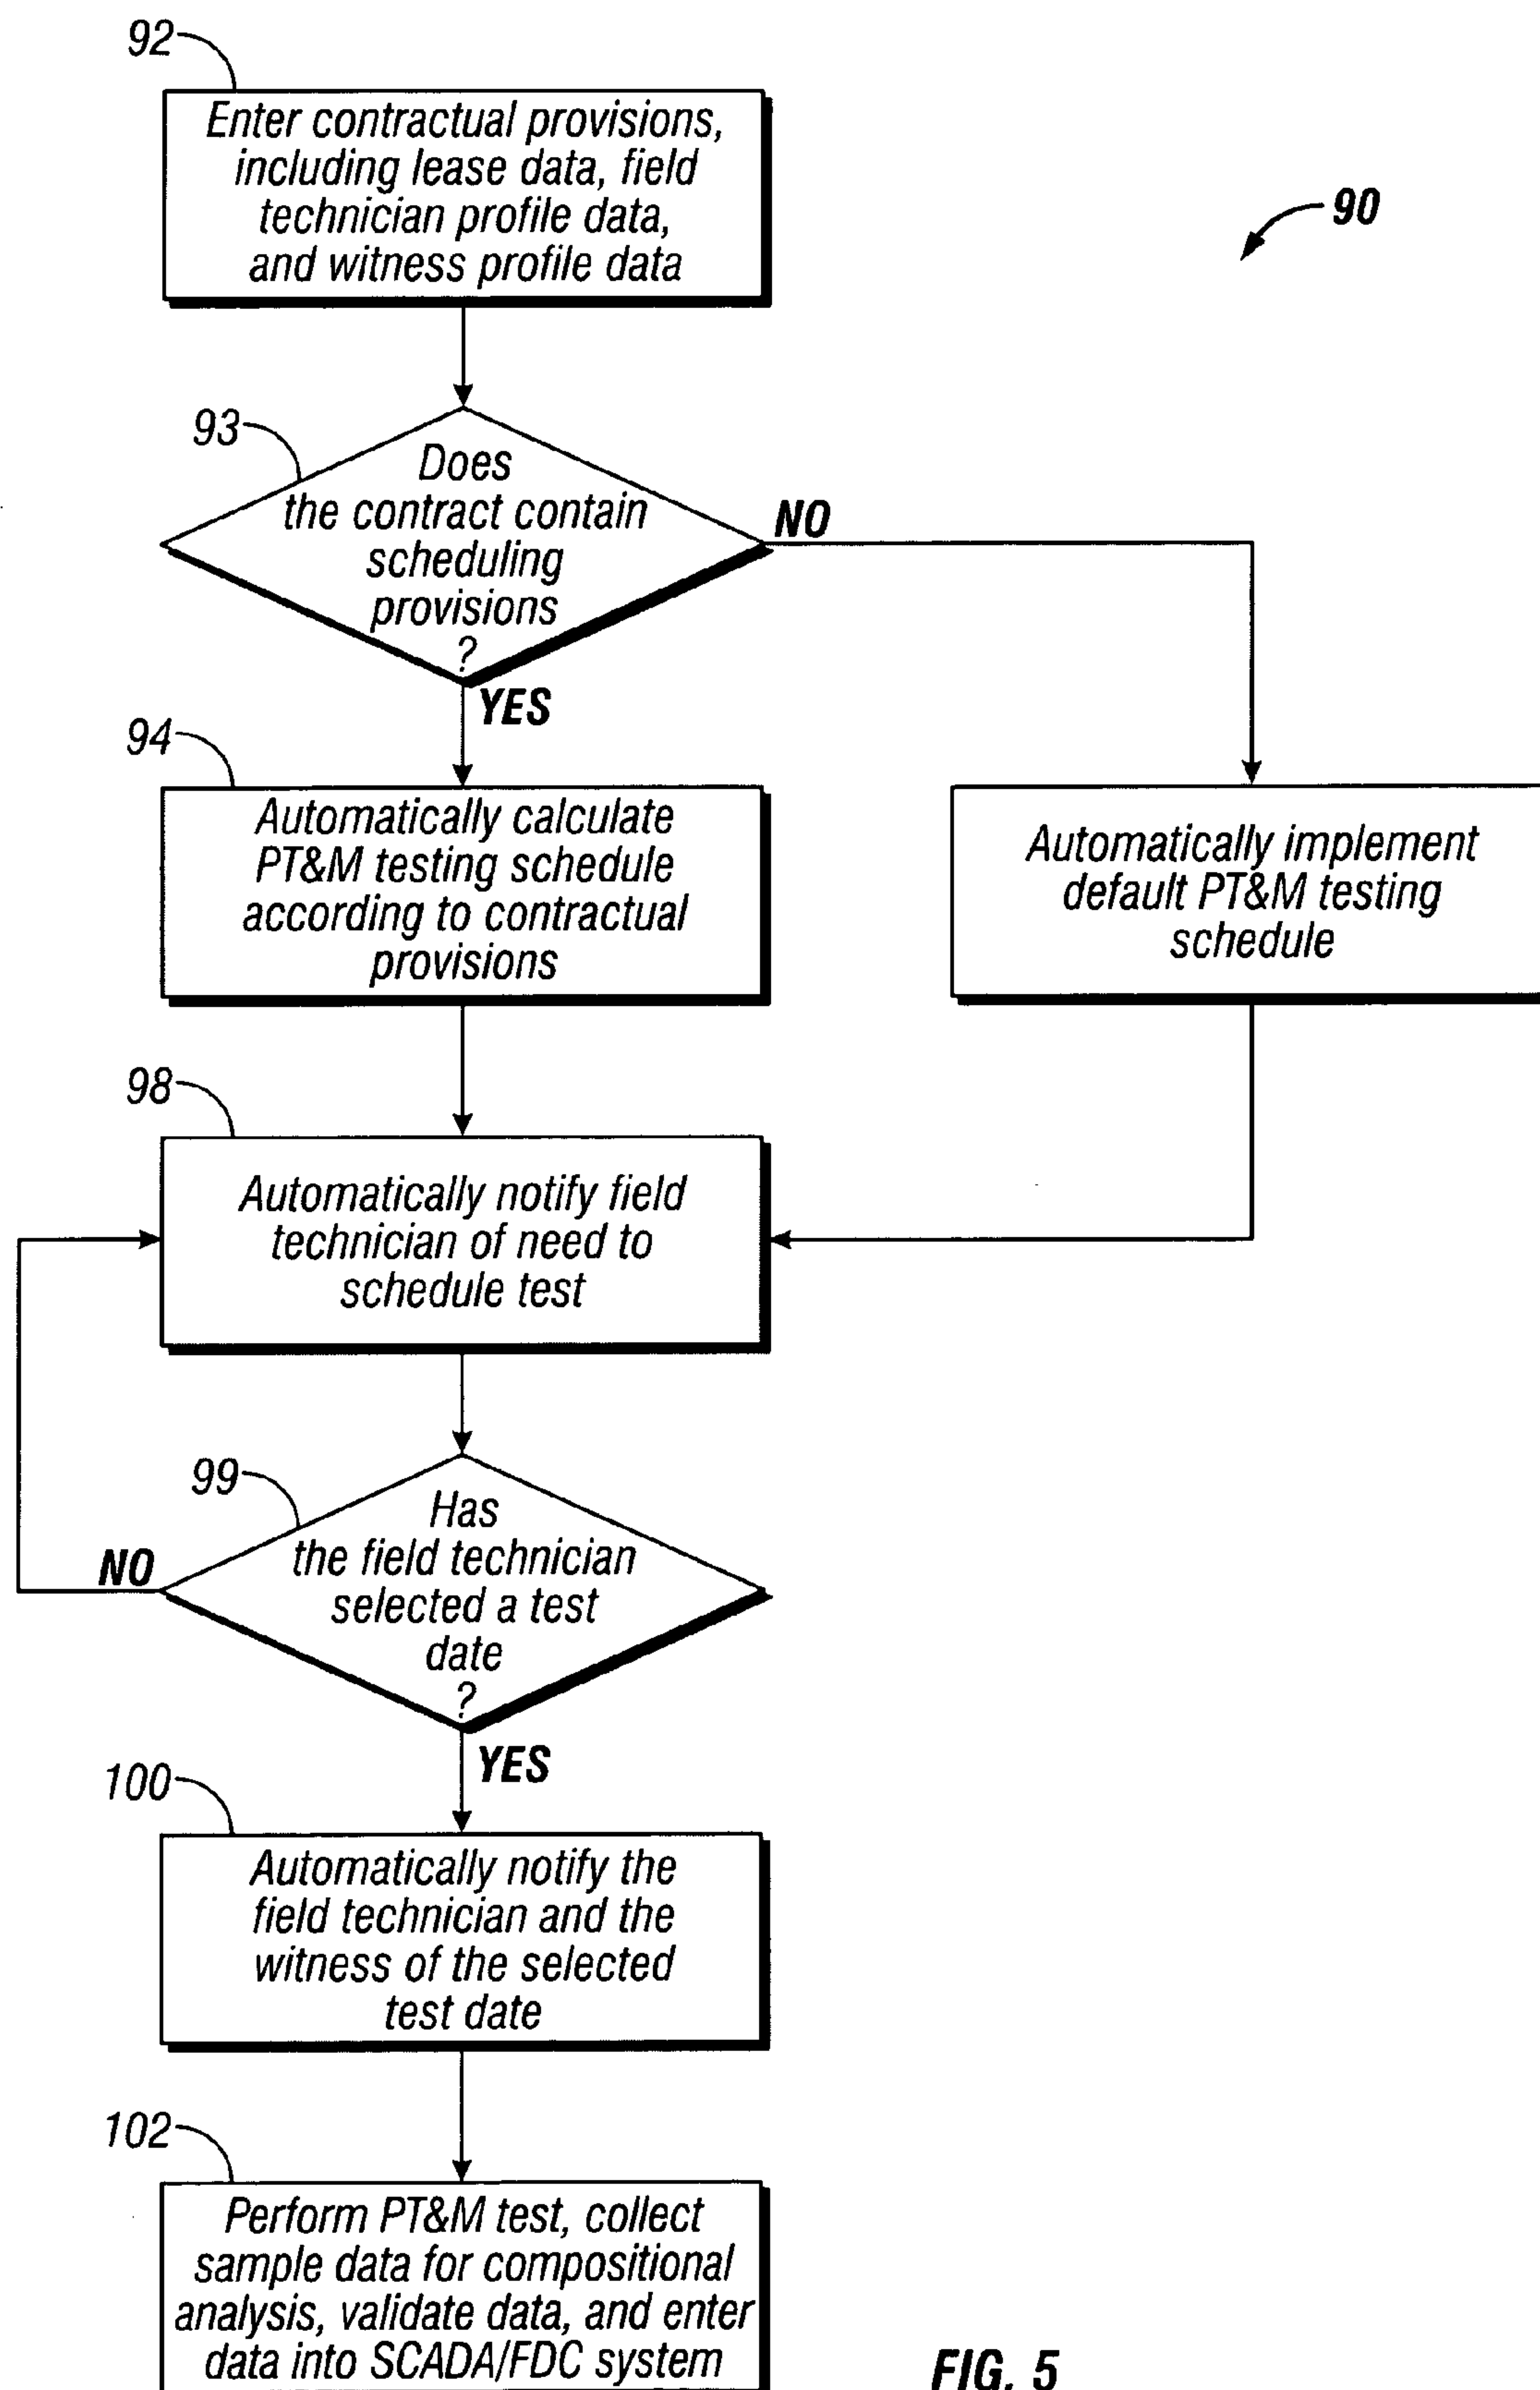 92
Enter contractual provisions,
including lease data, field
technician profile data,
and witness profile data
90
93
Does
the contract contain
scheduling
provisions
?
NO
YES
94
Automatically calculate
PT&M testing schedule
according to contractual
provisions
Automatically implement
default PT&M testing
schedule
98
Automatically notify field
technician of need to
schedule test
99
Has
the field technician
selected a test
date
?
NO
YES
100
Automatically notify the
field technician and the
witness of the selected
test date
102
Perform PT&M test, collect
sample data for compositional
analysis, validate data, and enter
data into SCADA/FDC system
FIG. 5